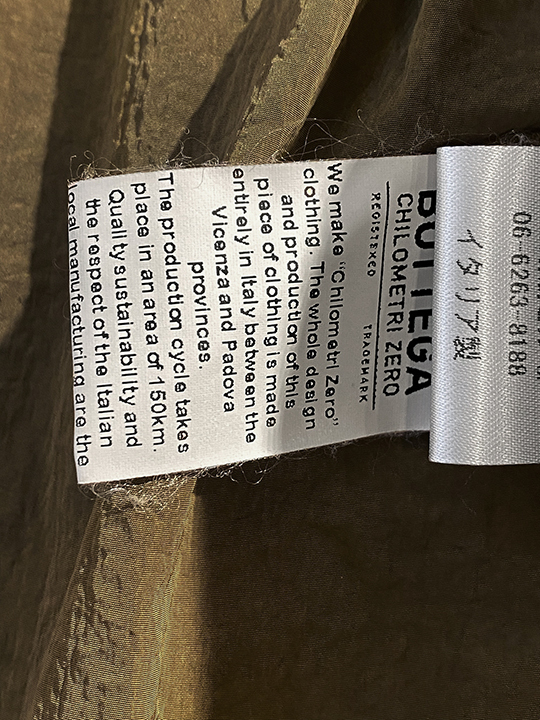 06-6263-8188
イタリア製
BOTTEGA
CHILOMETRI ZERO
REGISTERED TRADEMARK
We make "Chilometri Zero"
clothing. The whole design
and production of this
piece of clothing is made
entirely in Italy between the
Vicenza and Padova
provinces.
The production cycle takes
place in an area of 150km.
Quality sustainability and
the respect of the Italian
local manufacturing are the